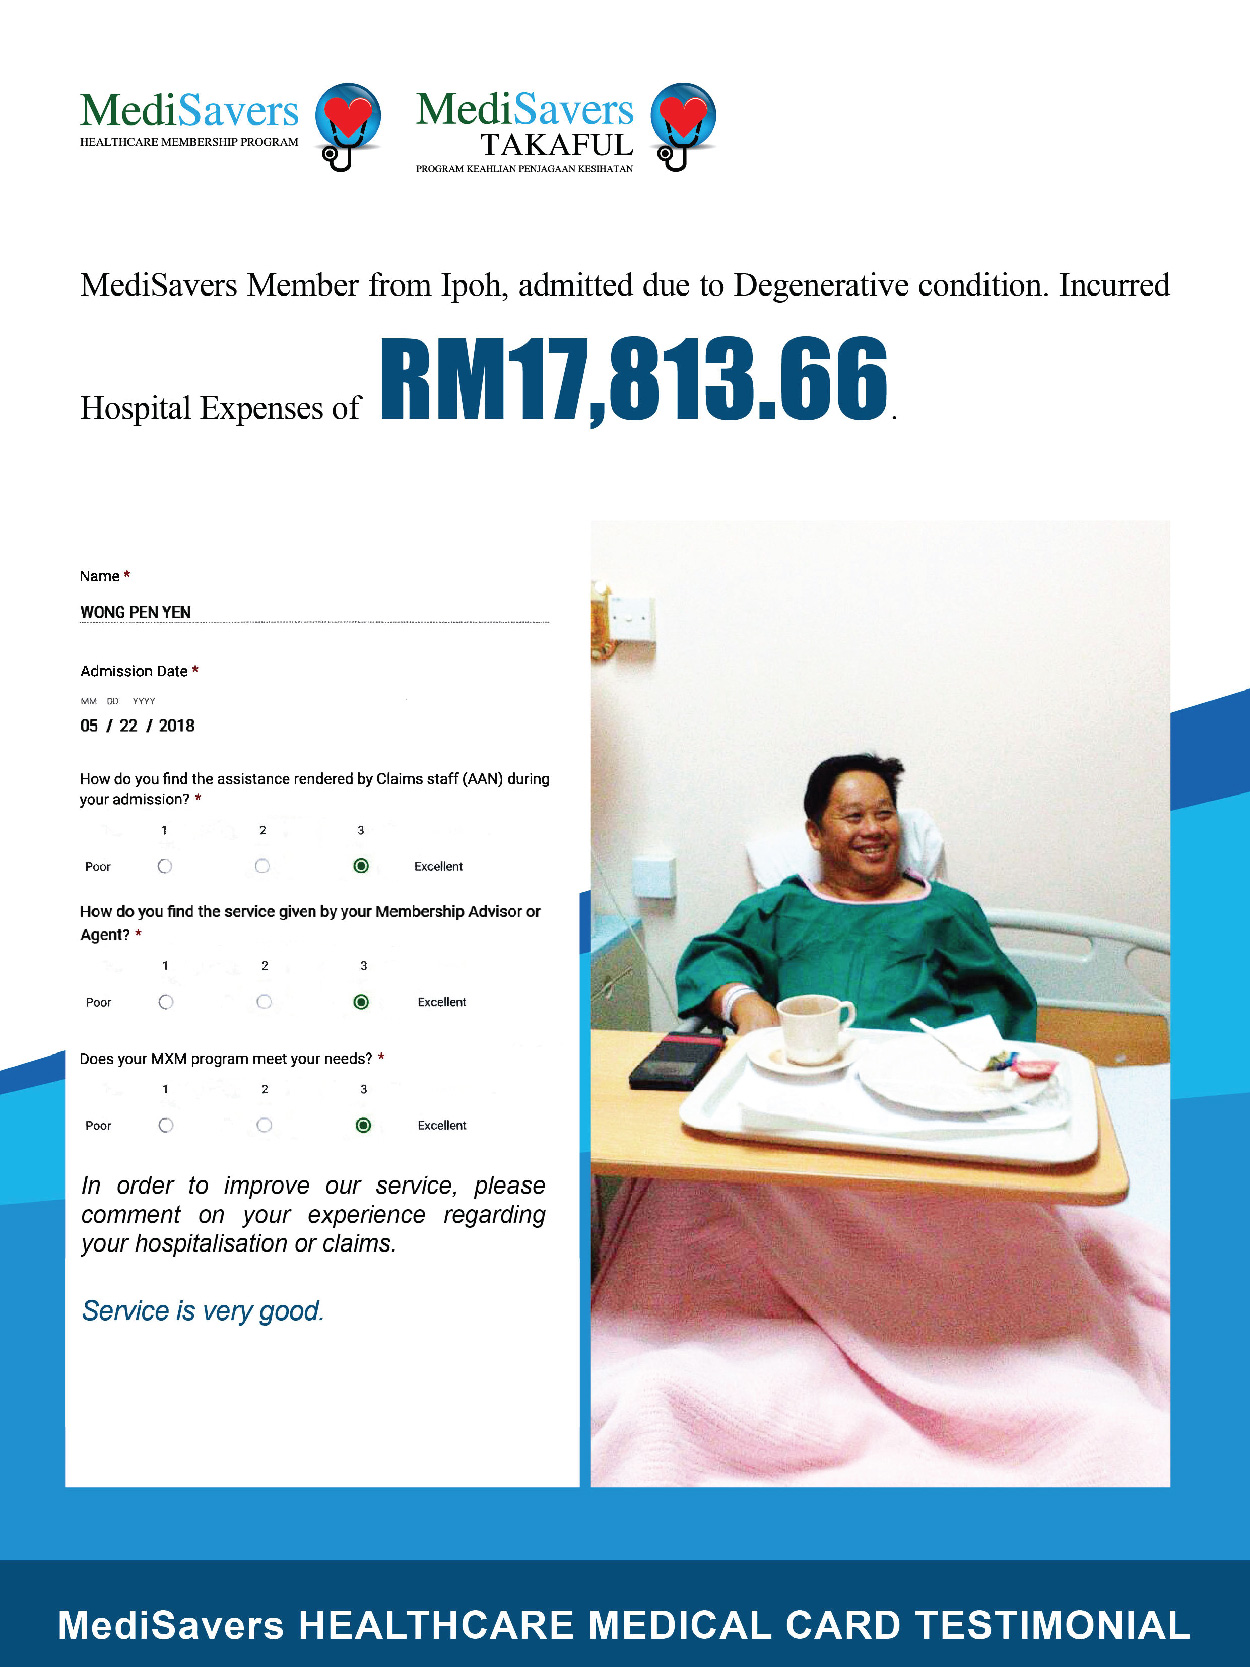 MediSavers
HEALTHCARE MEMBERSHIP PROGRAM
MediSavers
TAKAFUL
PROGRAM KEAHLIAN PENJAGAAN KESIHATAN
MediSavers Member from Ipoh, admitted due to Degenerative condition. Incurred
Hospital Expenses of RM17,813.66.
Name *
WONG PEN YEN
Admission Date *
MM DD YYYY
05 / 22 / 2018
How do you find the assistance rendered by Claims staff (AAN) during
your admission? *
1 2 3
Poor Excellent
How do you find the service given by your Membership Advisor or
Agent? *
1 2 3
Poor Excellent
Does your MXM program meet your needs? *
1 2 3
Poor Excellent
In order to improve our service, please
comment on your experience regarding
your hospitalisation or claims.
Service is very good.
MediSavers HEALTHCARE MEDICAL CARD TESTIMONIAL